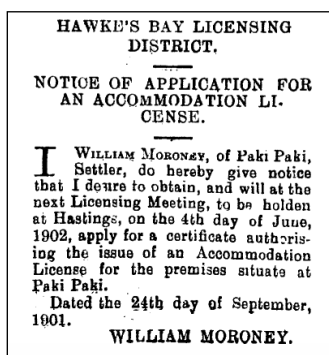 HAWKE'S BAY LICENSING
DISTRICT.
NOTICE OF APPLICATION FOR
AN ACCOMMODATION LI-
CENSE.
I WILLIAM MORONEY, of Paki Paki,
Settler, do hereby give notice
that I desire to obtain, and will at the
next Licensing Meeting, to be holden
at Hastings, on the 4th day of June,
1902, apply for a certificate authoris-
ing the issue of an Accommodation
License for the premises situate at
Paki Paki.
Dated the 24th day of September,
1901.
WILLIAM MORONEY.